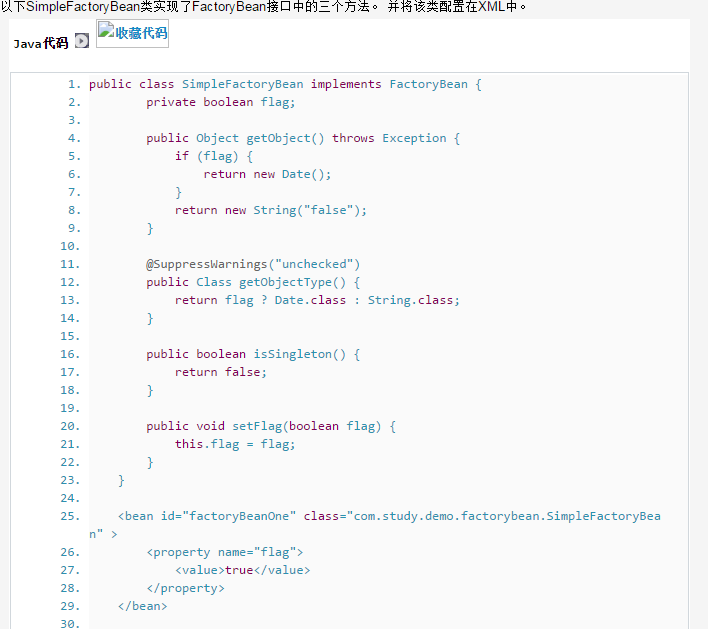 以下SimpleFactoryBean类实现了FactoryBean接口中的三个方法。 并将该类配置在XML中。
Java代码 收藏代码
1. public class SimpleFactoryBean implements FactoryBean {
2. private boolean flag;
3.
4. public Object getObject() throws Exception {
5. if (flag) {
6. return new Date();
7. }
8. return new String("false");
9. }
10.
11. @SuppressWarnings("unchecked")
12. public Class getObjectType() {
13. return flag ? Date.class : String.class;
14. }
15.
16. public boolean isSingleton() {
17. return false;
18. }
19.
20. public void setFlag(boolean flag) {
21. this.flag = flag;
22. }
23. }
24.
25. <bean id="factoryBeanOne" class="com.study.demo.factorybean.SimpleFactoryBea
n" >
26. <property name="flag">
27. <value>true</value>
28. </property>
29. </bean>
30.